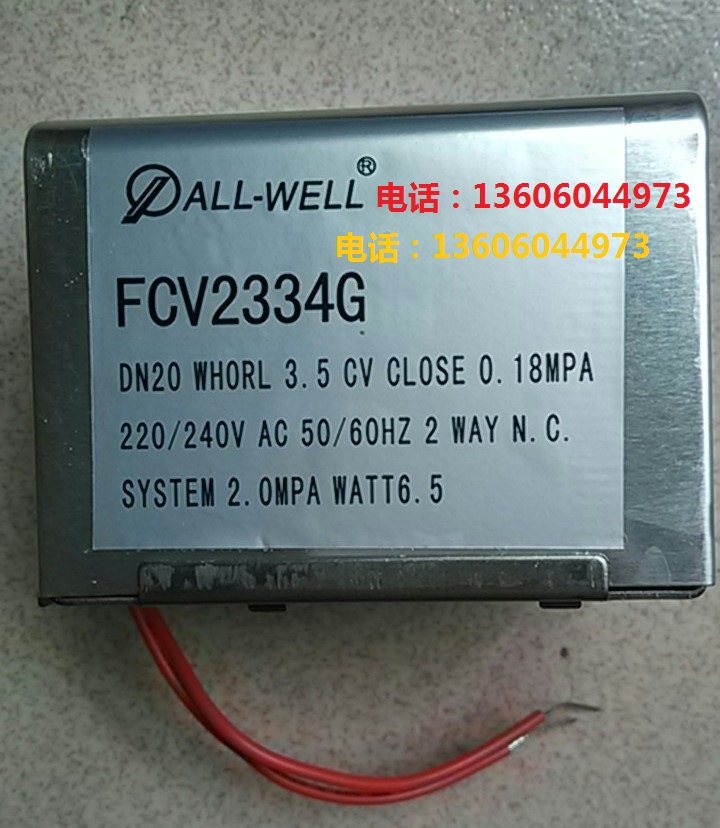 ALL-WELL® 电话：13606044973
电话：13606044973
FCV2334G
DN20 WHORL 3.5 CV CLOSE 0.18MPA
220/240V AC 50/60HZ 2 WAY N.C.
SYSTEM 2.0MPA WATT6.5